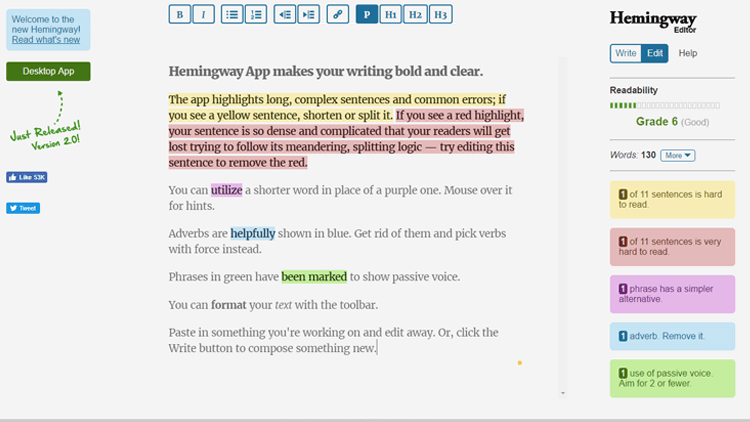 Welcome to the
new Hemingway!
Read what's new
Desktop App
Just Released!
Version 2.0!
Like 53K
Tweet
B I P H1 H2 H3
Hemingway App makes your writing bold and clear.
The app highlights long, complex sentences and common errors; if
you see a yellow sentence, shorten or split it. If you see a red highlight,
your sentence is so dense and complicated that your readers will get
lost trying to follow its meandering, splitting logic — try editing this
sentence to remove the red.
You can utilize a shorter word in place of a purple one. Mouse over it
for hints.
Adverbs are helpfully shown in blue. Get rid of them and pick verbs
with force instead.
Phrases in green have been marked to show passive voice.
You can format your text with the toolbar.
Paste in something you're working on and edit away. Or, click the
Write button to compose something new.
Hemingway
Editor
Write Edit Help
Readability
Grade 6 (Good)
Words: 130 More
1 of 11 sentences is hard
to read.
1 of 11 sentences is very
hard to read.
1 phrase has a simpler
alternative.
1 adverb. Remove it.
1 use of passive voice.
Aim for 2 or fewer.